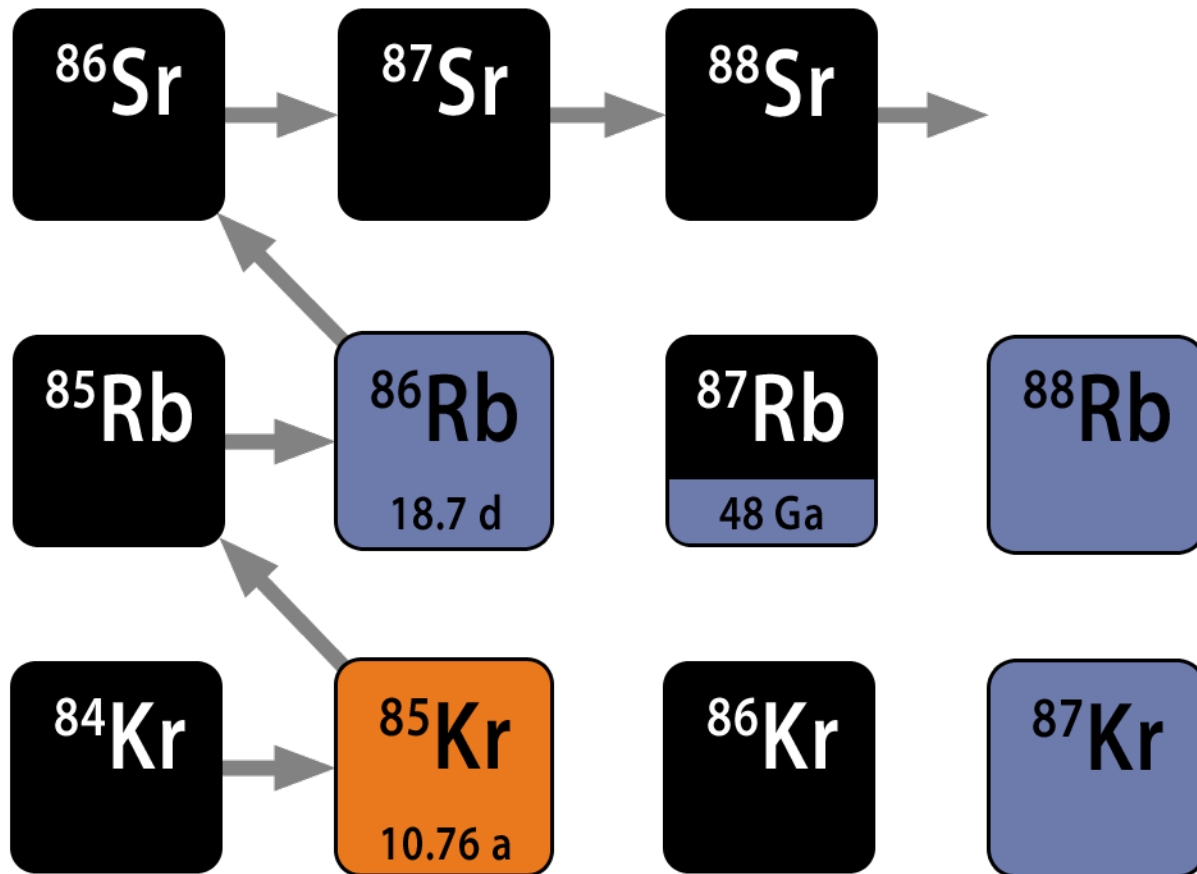 ⁸⁶Sr ⁸⁷Sr ⁸⁸Sr
⁸⁵Rb ⁸⁶Rb ⁸⁷Rb ⁸⁸Rb
18.7 d 48 Ga
⁸⁴Kr ⁸⁵Kr ⁸⁶Kr ⁸⁷Kr
10.76 a